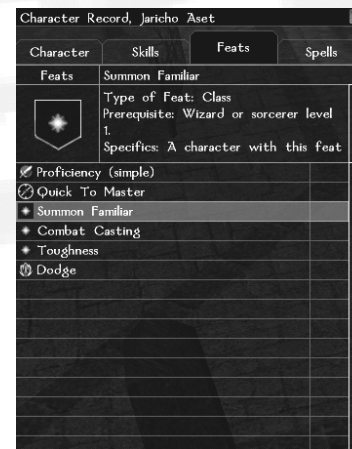 Character Record, Jaricho Aset
Character Skills Feats Spells
Feats Summon Familiar
Type of Feat: Class
Prerequisite: Wizard or sorcerer level
1.
Specifics: A character with this feat
Proficiency (simple)
Quick To Master
Summon Familiar
Combat Casting
Toughness
Dodge